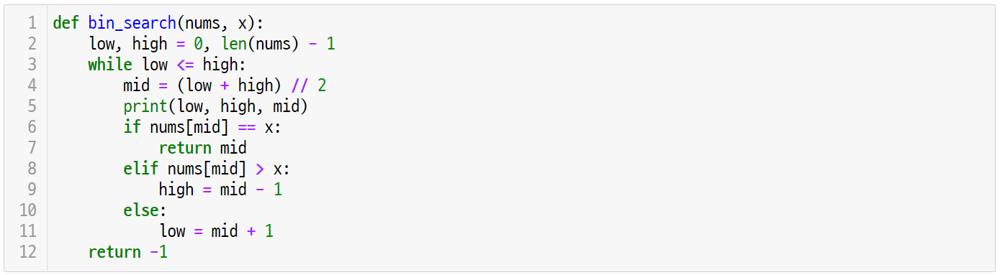 1 def bin_search(nums, x):
2     low, high = 0, len(nums) - 1
3     while low <= high:
4         mid = (low + high) // 2
5         print(low, high, mid)
6         if nums[mid] == x:
7             return mid
8         elif nums[mid] > x:
9             high = mid - 1
10         else:
11             low = mid + 1
12     return -1